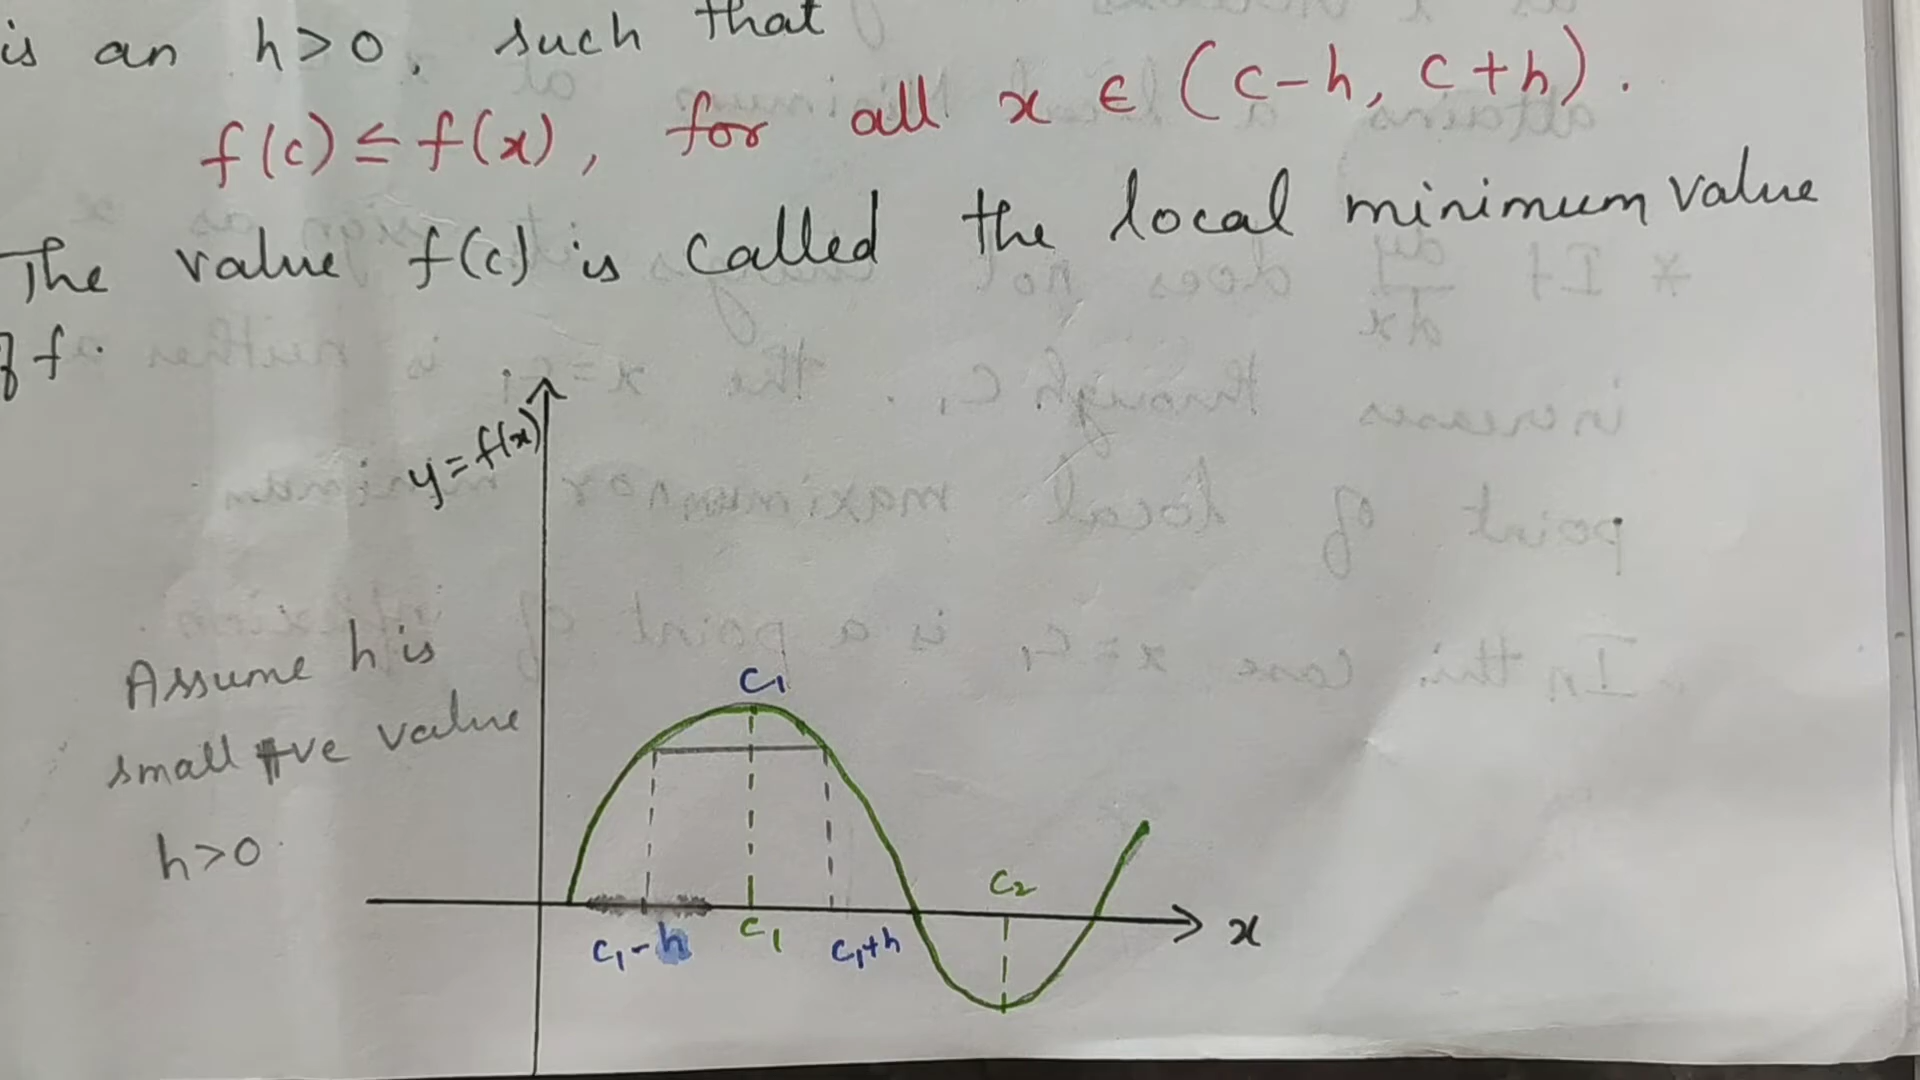 is an h>0, such that
f(c) ≤ f(x), for all x ∈ (c-h, c+h).
The value f(c) is called the local minimum value
of f.
y = f(x)
Assume h is
small +ve value
h>0
C₁
C₂
C₁-h C₁ C₁+h
x